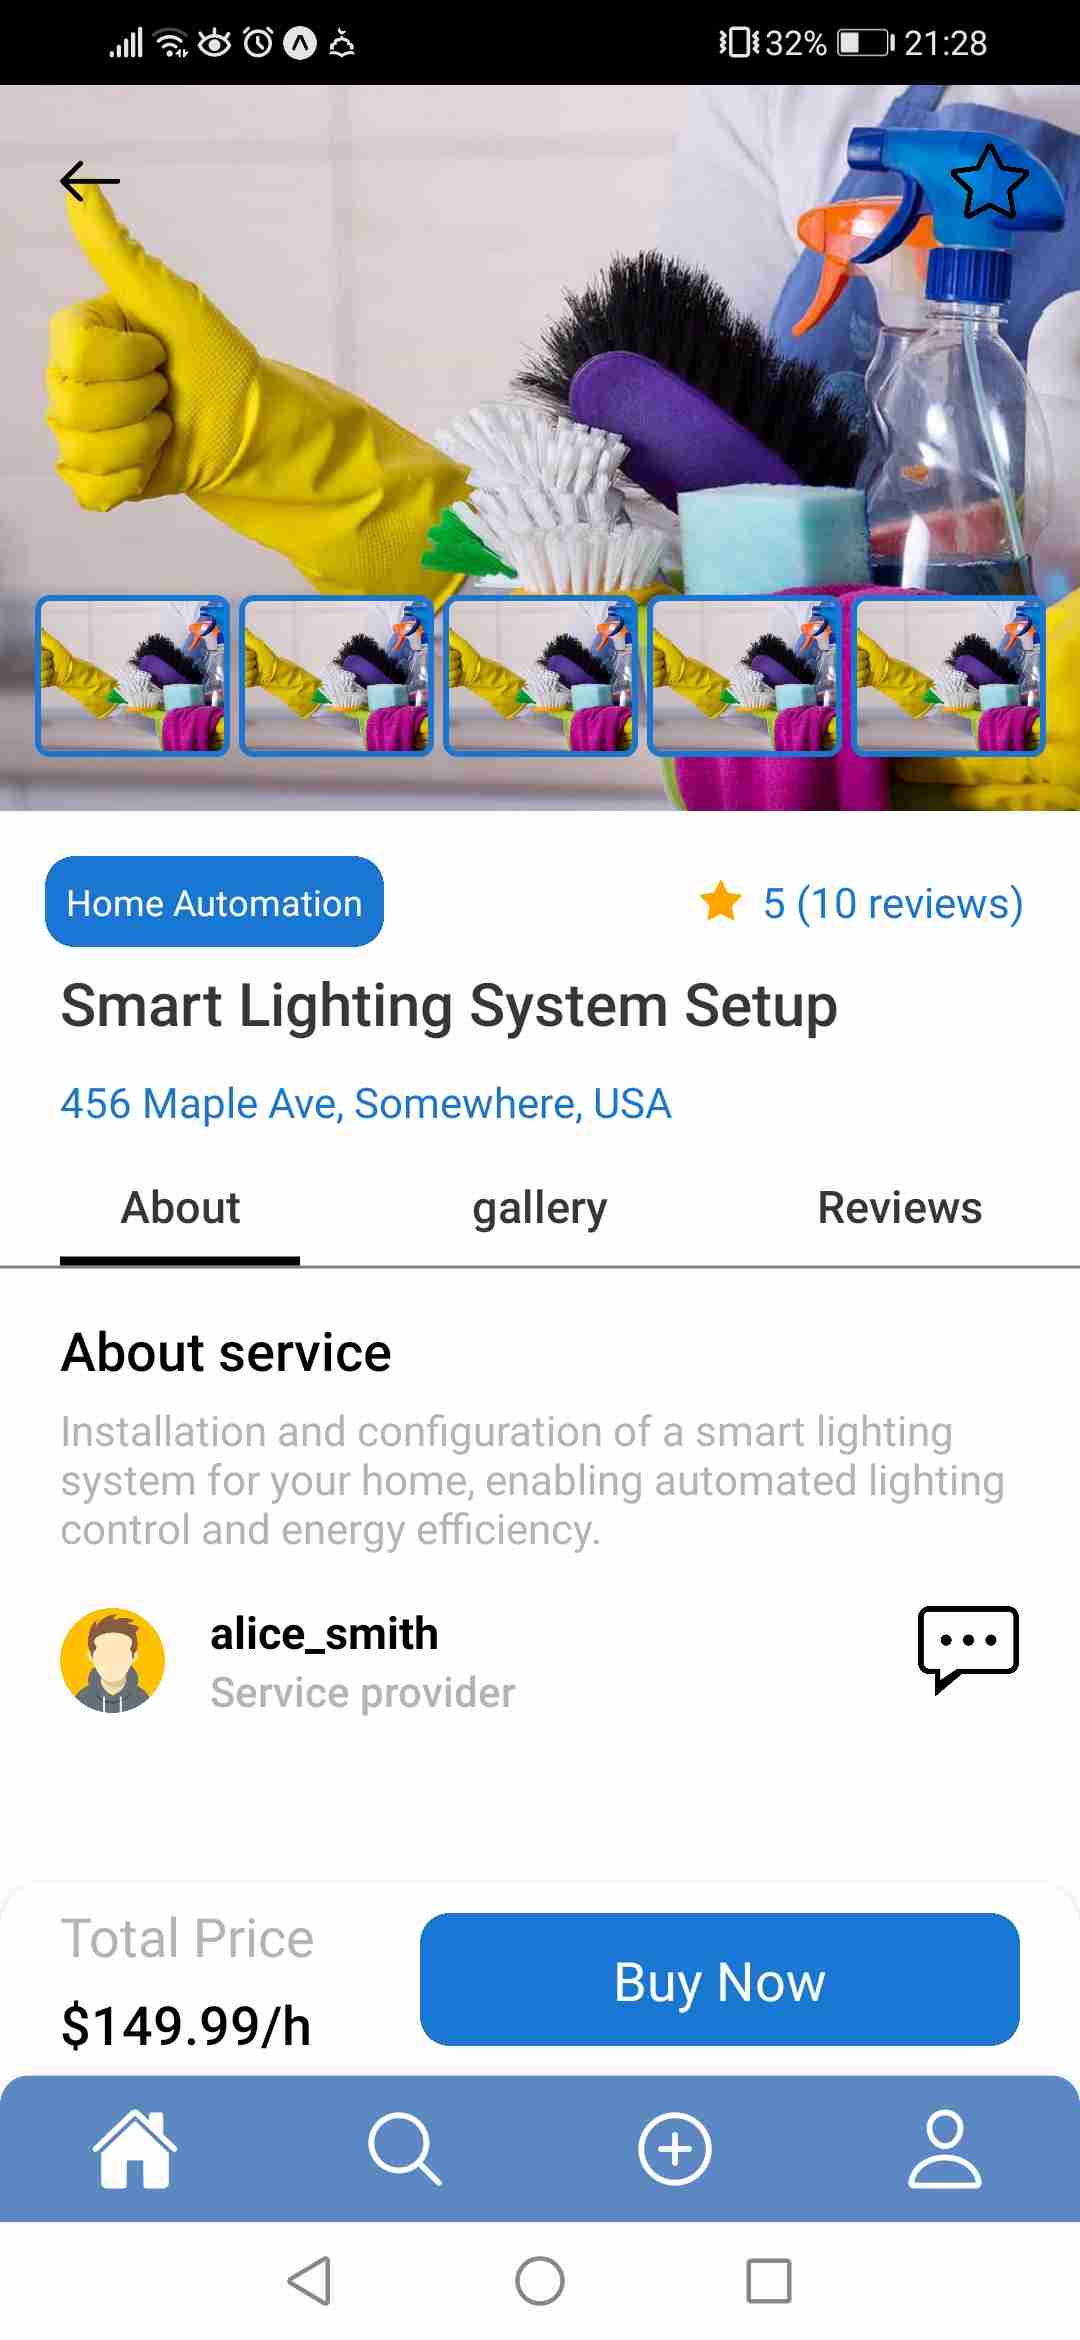 32% 21:28
Home Automation
5 (10 reviews)
Smart Lighting System Setup
456 Maple Ave, Somewhere, USA
About gallery Reviews
About service
Installation and configuration of a smart lighting
system for your home, enabling automated lighting
control and energy efficiency.
alice_smith
Service provider
Total Price
$149.99/h
Buy Now